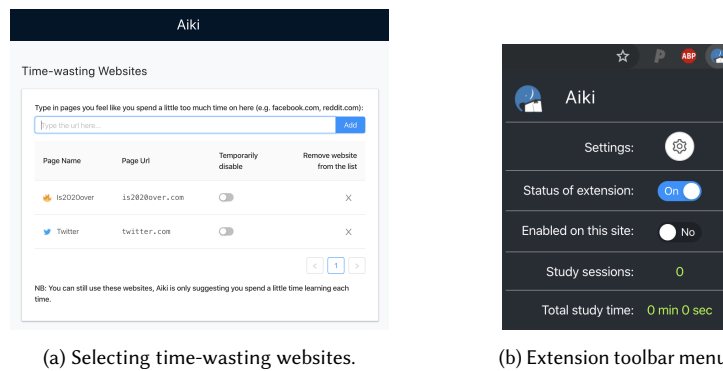 Aiki
Time-wasting Websites
Type in pages you feel like you spend a little too much time on here (e.g. facebook.com, reddit.com):
Type the url here...
Add
Page Name Page Url Temporarily disable Remove website from the list
Is2020over is2020over.com X
Twitter twitter.com X
< 1 >
NB: You can still use these websites, Aiki is only suggesting you spend a little time learning each
time.
(a) Selecting time-wasting websites.
ABP
Aiki
Settings:
Status of extension: On
Enabled on this site: No
Study sessions: 0
Total study time: 0 min 0 sec
(b) Extension toolbar menu